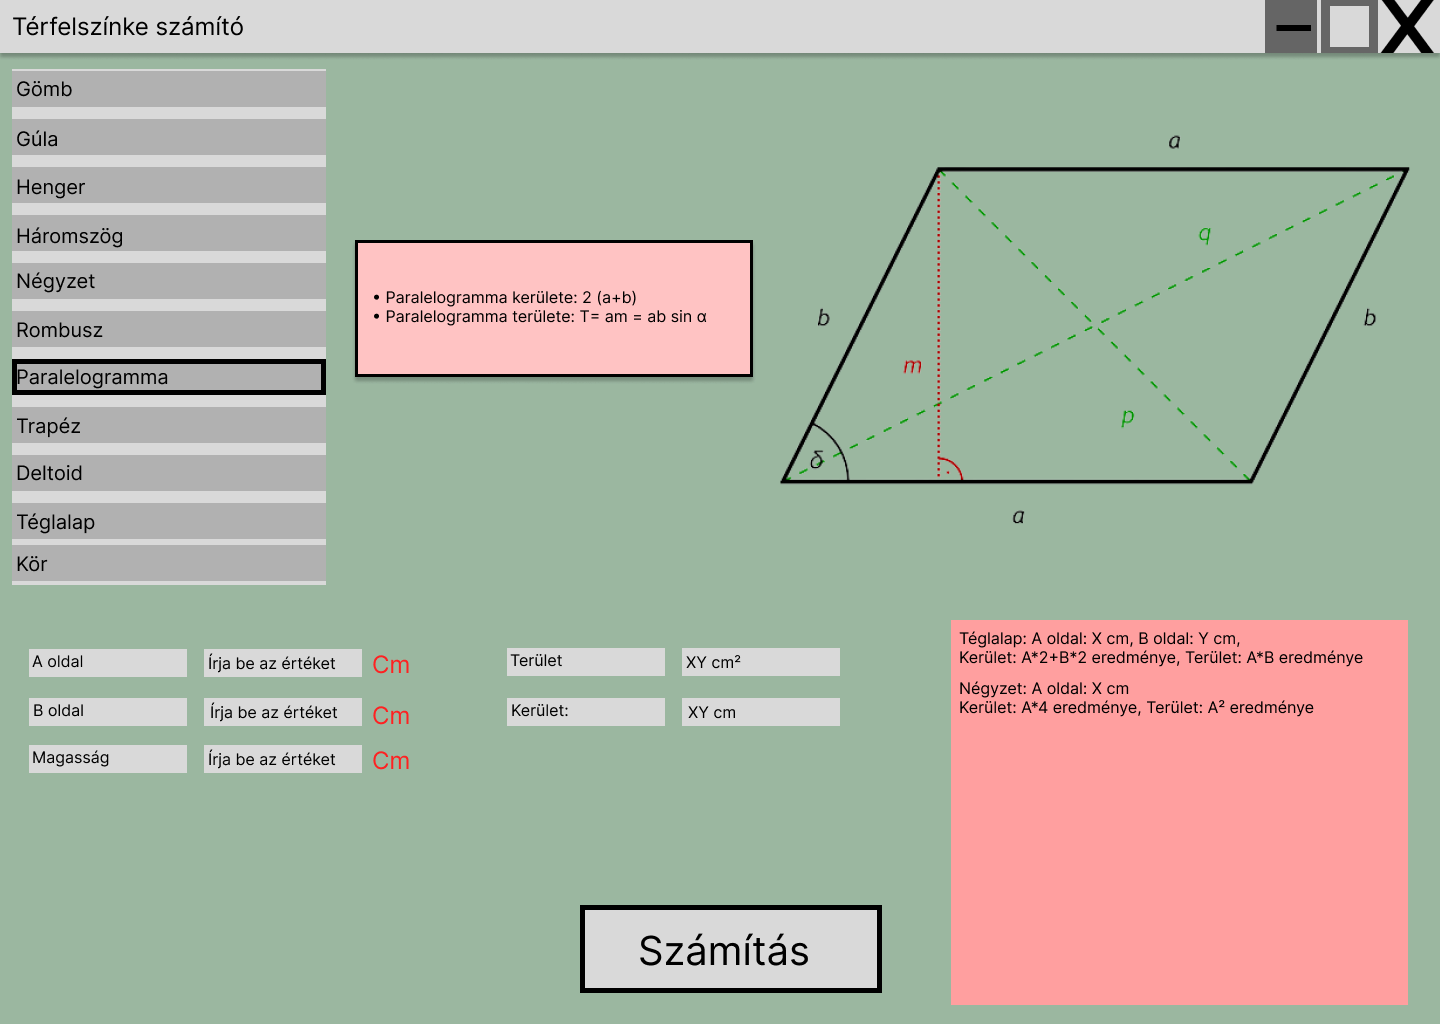 Térfelszínke számító
X
Gömb
Gúla
Henger
Háromszög
Négyzet
Rombusz
Paralelogramma
Trapéz
Deltoid
Téglalap
Kör
• Paralelogramma kerülete: 2 (a+b)
• Paralelogramma területe: T= am = ab sin α
a
q
b
b
m
p
δ
a
A oldal
Írja be az értéket
Cm
B oldal
Írja be az értéket
Cm
Magasság
Írja be az értéket
Cm
Terület
XY cm²
Kerület:
XY cm
Téglalap: A oldal: X cm, B oldal: Y cm,
Kerület: A*2+B*2 eredménye, Terület: A*B eredménye
Négyzet: A oldal: X cm
Kerület: A*4 eredménye, Terület: A² eredménye
Számítás